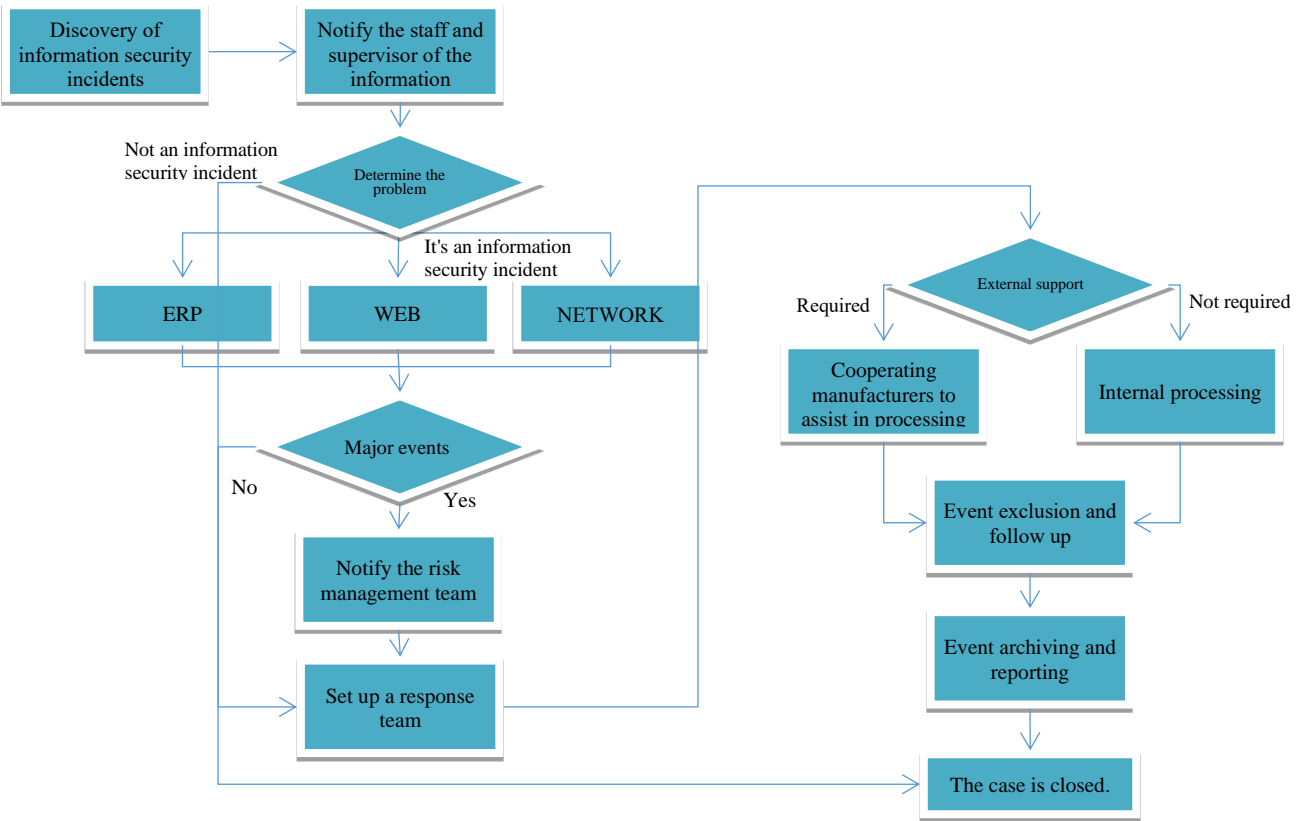 Discovery of
information security
incidents
Notify the staff and
supervisor of the
information
Not an information
security incident
Determine the
problem
It's an information
security incident
ERP
WEB
NETWORK
Major events
No
Yes
Notify the risk
management team
Set up a response
team
External support
Required
Not required
Cooperating
manufacturers to
assist in processing
Internal processing
Event exclusion and
follow up
Event archiving and
reporting
The case is closed.